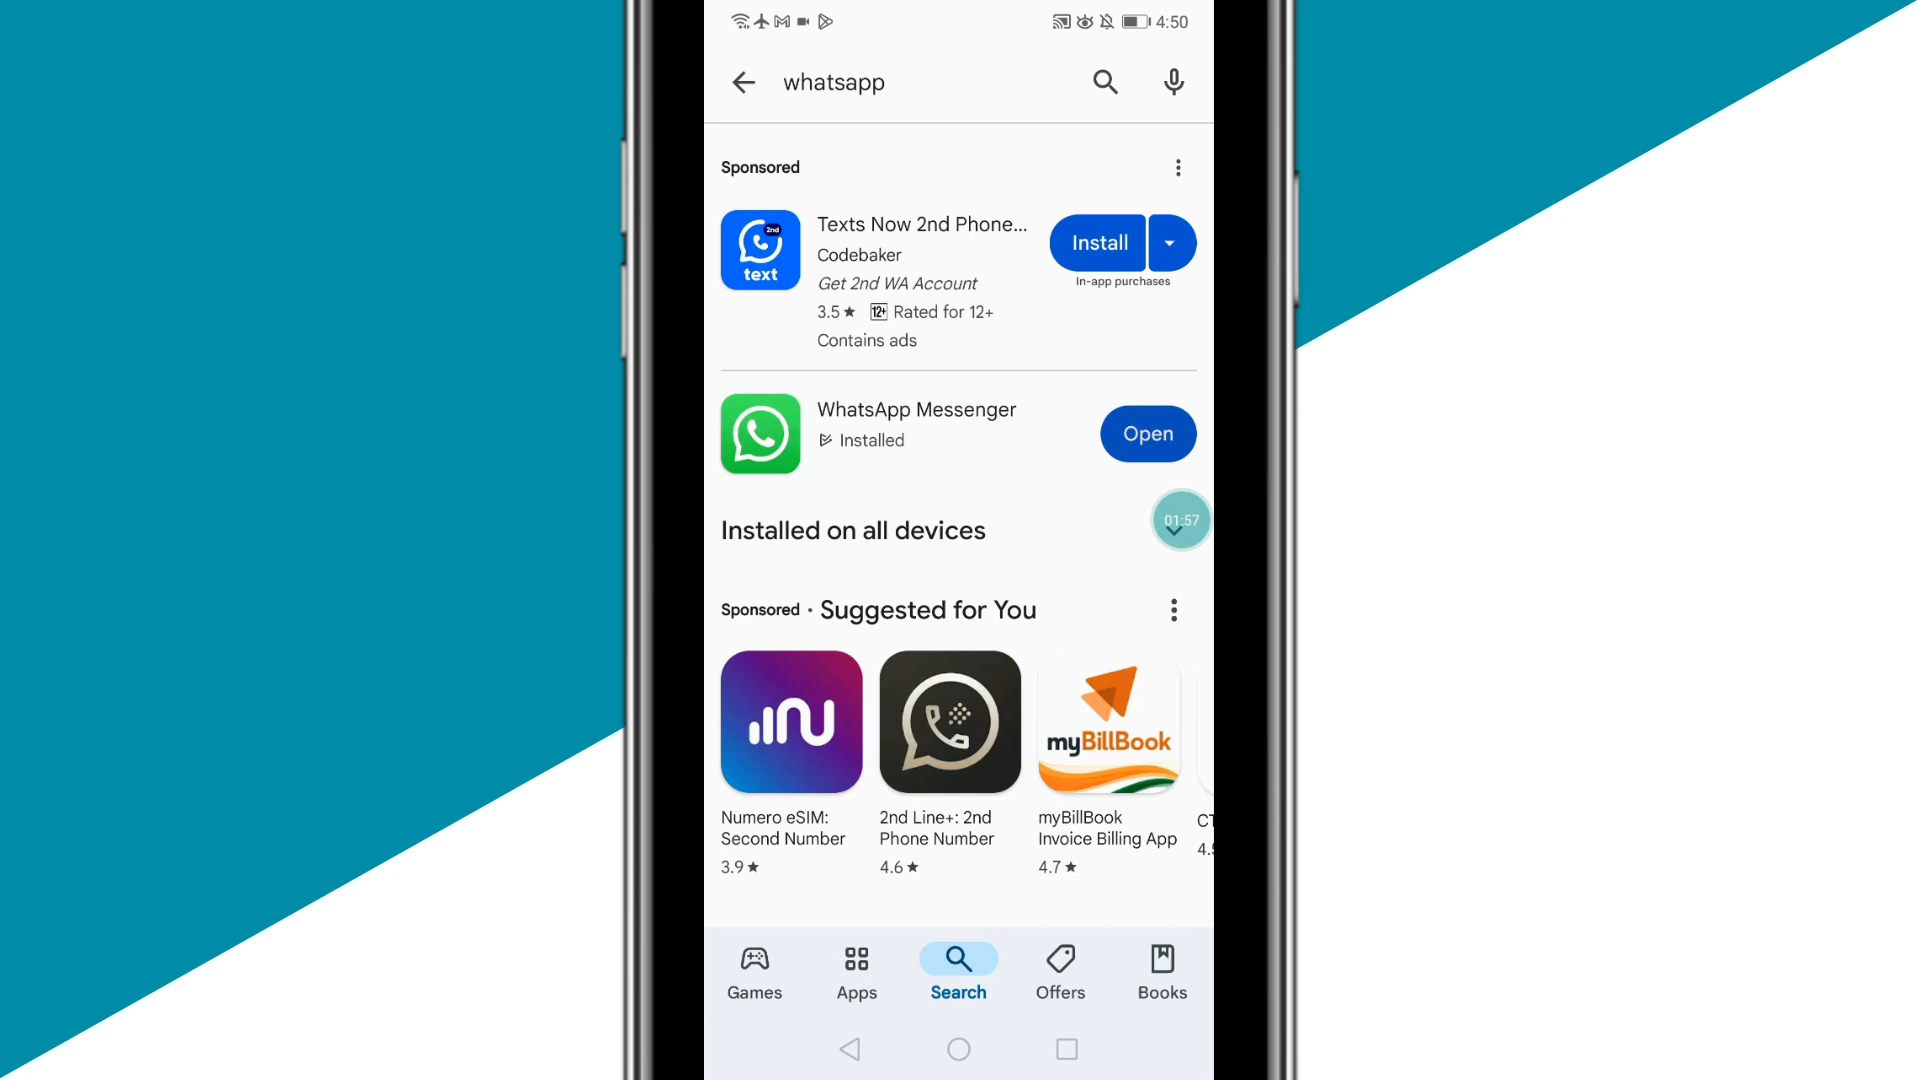 4:50
whatsapp
Sponsored
2nd
text
Texts Now 2nd Phone...
Codebaker
Get 2nd WA Account
3.5★ 12+ Rated for 12+
Contains ads
Install
In-app purchases
WhatsApp Messenger
Installed
Open
01:57
Installed on all devices
Sponsored · Suggested for You
myBillBook
Numero eSIM:
Second Number
3.9★
2nd Line+: 2nd
Phone Number
4.6★
myBillBook
Invoice Billing App
4.7★
Games
Apps
Search
Offers
Books